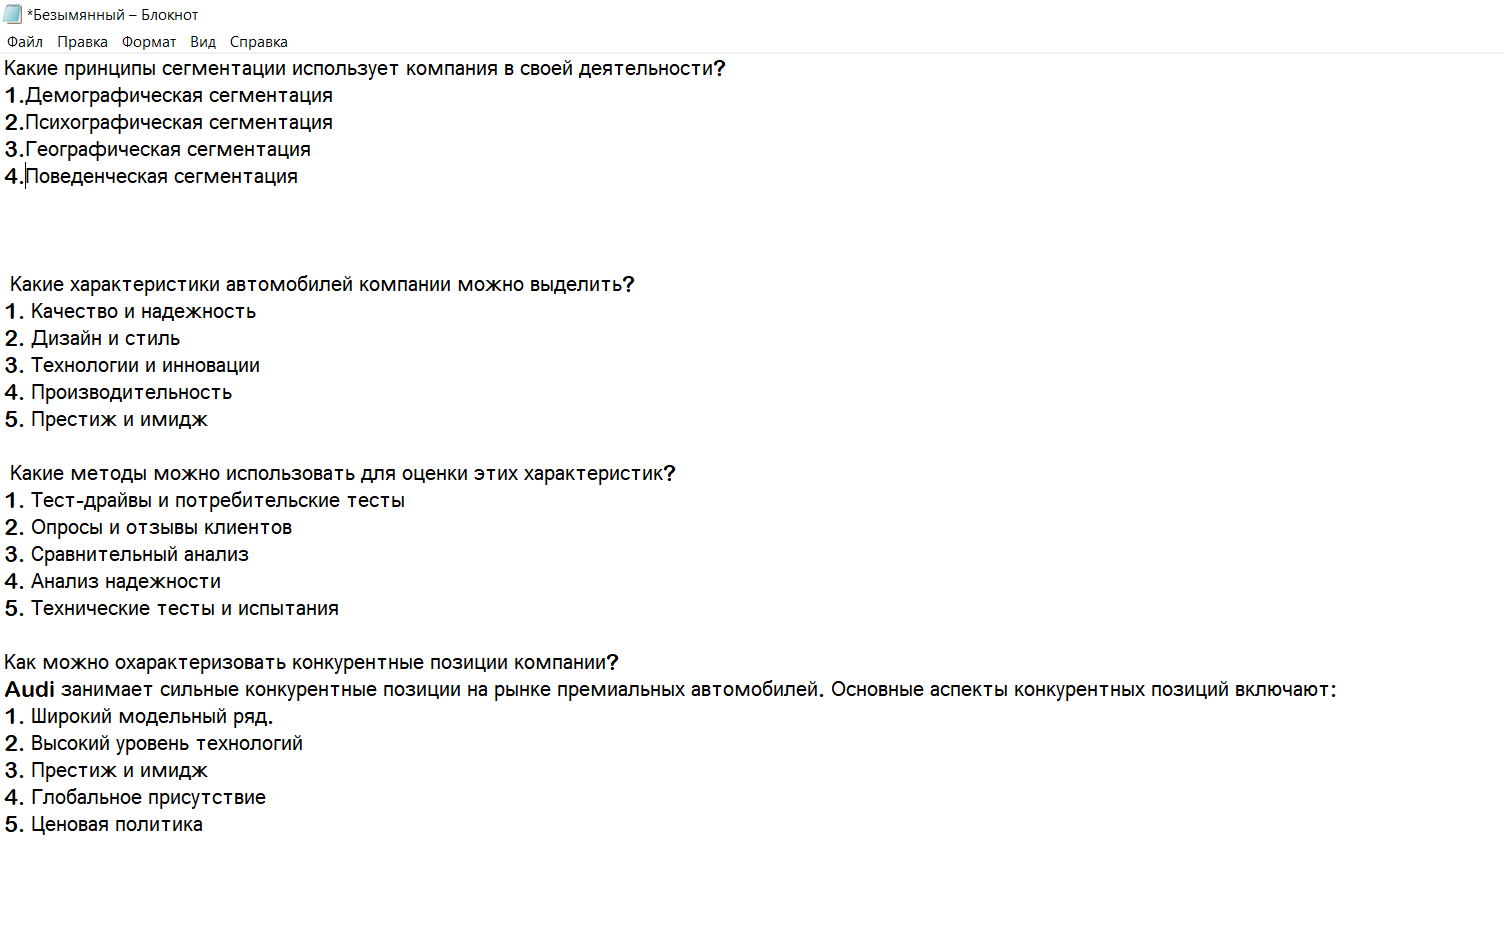 *Безымянный – Блокнот
Файл Правка Формат Вид Справка
Какие принципы сегментации использует компания в своей деятельности?
1.Демографическая сегментация
2.Психографическая сегментация
3.Географическая сегментация
4.Поведенческая сегментация
Какие характеристики автомобилей компании можно выделить?
1. Качество и надежность
2. Дизайн и стиль
3. Технологии и инновации
4. Производительность
5. Престиж и имидж
Какие методы можно использовать для оценки этих характеристик?
1. Тест-драйвы и потребительские тесты
2. Опросы и отзывы клиентов
3. Сравнительный анализ
4. Анализ надежности
5. Технические тесты и испытания
Как можно охарактеризовать конкурентные позиции компании?
Audi занимает сильные конкурентные позиции на рынке премиальных автомобилей. Основные аспекты конкурентных позиций включают:
1. Широкий модельный ряд.
2. Высокий уровень технологий
3. Престиж и имидж
4. Глобальное присутствие
5. Ценовая политика